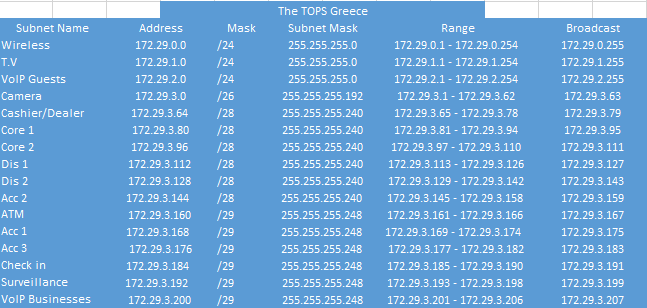 The TOPS Greece
Subnet Name Address Mask Subnet Mask Range Broadcast
Wireless 172.29.0.0 /24 255.255.255.0 172.29.0.1 - 172.29.0.254 172.29.0.255
T.V 172.29.1.0 /24 255.255.255.0 172.29.1.1 - 172.29.1.254 172.29.1.255
VoIP Guests 172.29.2.0 /24 255.255.255.0 172.29.2.1 - 172.29.2.254 172.29.2.255
Camera 172.29.3.0 /26 255.255.255.192 172.29.3.1 - 172.29.3.62 172.29.3.63
Cashier/Dealer 172.29.3.64 /28 255.255.255.240 172.29.3.65 - 172.29.3.78 172.29.3.79
Core 1 172.29.3.80 /28 255.255.255.240 172.29.3.81 - 172.29.3.94 172.29.3.95
Core 2 172.29.3.96 /28 255.255.255.240 172.29.3.97 - 172.29.3.110 172.29.3.111
Dis 1 172.29.3.112 /28 255.255.255.240 172.29.3.113 - 172.29.3.126 172.29.3.127
Dis 2 172.29.3.128 /28 255.255.255.240 172.29.3.129 - 172.29.3.142 172.29.3.143
Acc 2 172.29.3.144 /28 255.255.255.240 172.29.3.145 - 172.29.3.158 172.29.3.159
ATM 172.29.3.160 /29 255.255.255.248 172.29.3.161 - 172.29.3.166 172.29.3.167
Acc 1 172.29.3.168 /29 255.255.255.248 172.29.3.169 - 172.29.3.174 172.29.3.175
Acc 3 172.29.3.176 /29 255.255.255.248 172.29.3.177 - 172.29.3.182 172.29.3.183
Check in 172.29.3.184 /29 255.255.255.248 172.29.3.185 - 172.29.3.190 172.29.3.191
Surveillance 172.29.3.192 /29 255.255.255.248 172.29.3.193 - 172.29.3.198 172.29.3.199
VoIP Businesses 172.29.3.200 /29 255.255.255.248 172.29.3.201 - 172.29.3.206 172.29.3.207